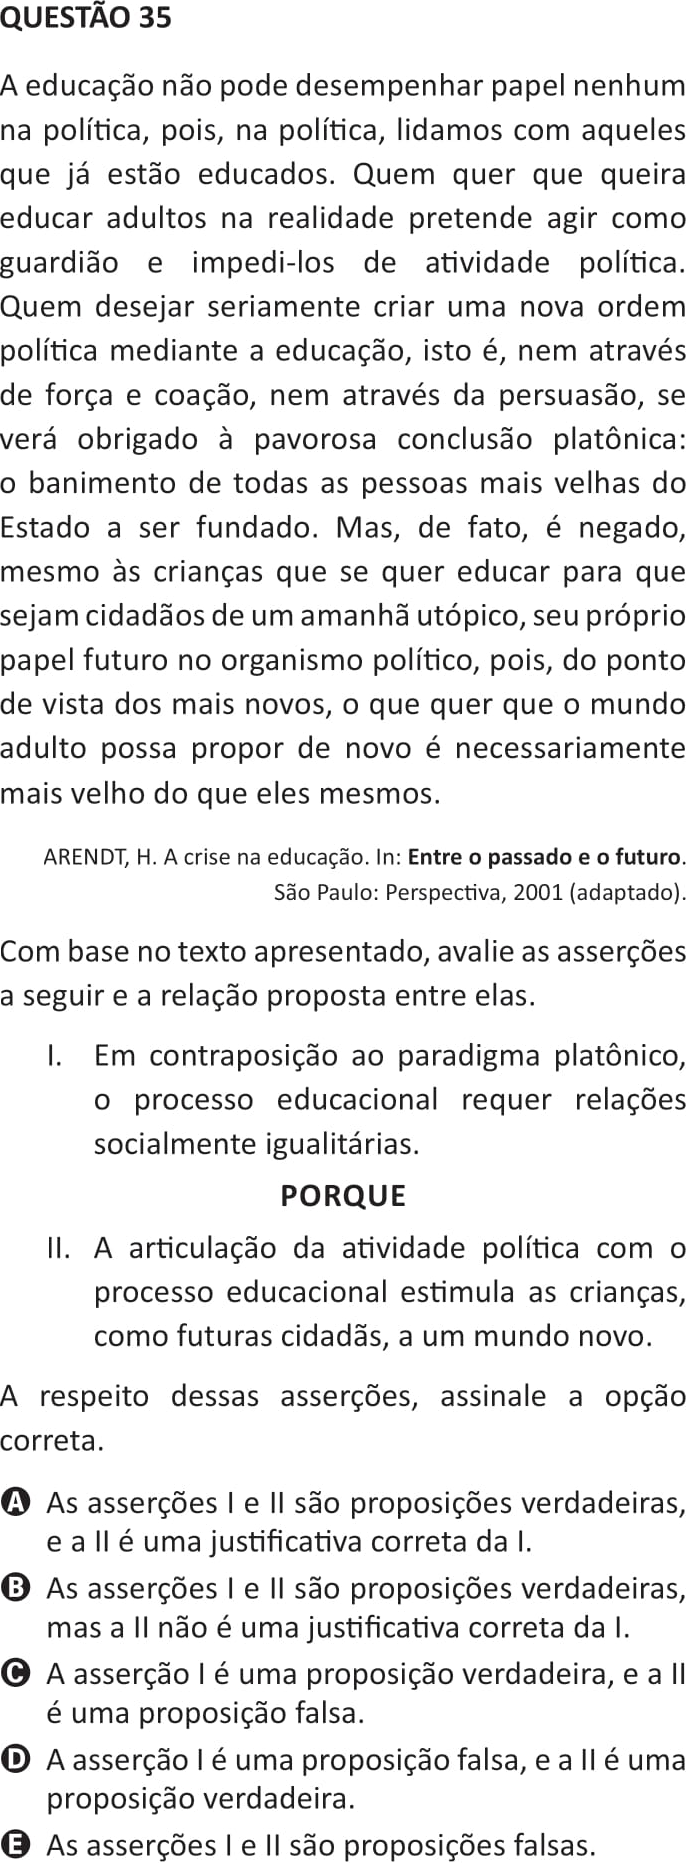 QUESTÃO 35
A educação não pode desempenhar papel nenhum
na política, pois, na política, lidamos com aqueles
que já estão educados. Quem quer que queira
educar adultos na realidade pretende agir como
guardião e impedi-los de atividade política.
Quem desejar seriamente criar uma nova ordem
política mediante a educação, isto é, nem através
de força e coação, nem através da persuasão, se
verá obrigado à pavorosa conclusão platônica:
o banimento de todas as pessoas mais velhas do
Estado a ser fundado. Mas, de fato, é negado,
mesmo às crianças que se quer educar para que
sejam cidadãos de um amanhã utópico, seu próprio
papel futuro no organismo político, pois, do ponto
de vista dos mais novos, o que quer que o mundo
adulto possa propor de novo é necessariamente
mais velho do que eles mesmos.
ARENDT, H. A crise na educação. In: Entre o passado e o futuro.
São Paulo: Perspectiva, 2001 (adaptado).
Com base no texto apresentado, avalie as asserções
a seguir e a relação proposta entre elas.
I. Em contraposição ao paradigma platônico,
o processo educacional requer relações
socialmente igualitárias.
PORQUE
II. A articulação da atividade política com o
processo educacional estimula as crianças,
como futuras cidadãs, a um mundo novo.
A respeito dessas asserções, assinale a opção
correta.
A As asserções I e II são proposições verdadeiras,
e a II é uma justificativa correta da I.
B As asserções I e II são proposições verdadeiras,
mas a II não é uma justificativa correta da I.
C A asserção I é uma proposição verdadeira, e a II
é uma proposição falsa.
D A asserção I é uma proposição falsa, e a II é uma
proposição verdadeira.
E As asserções I e II são proposições falsas.